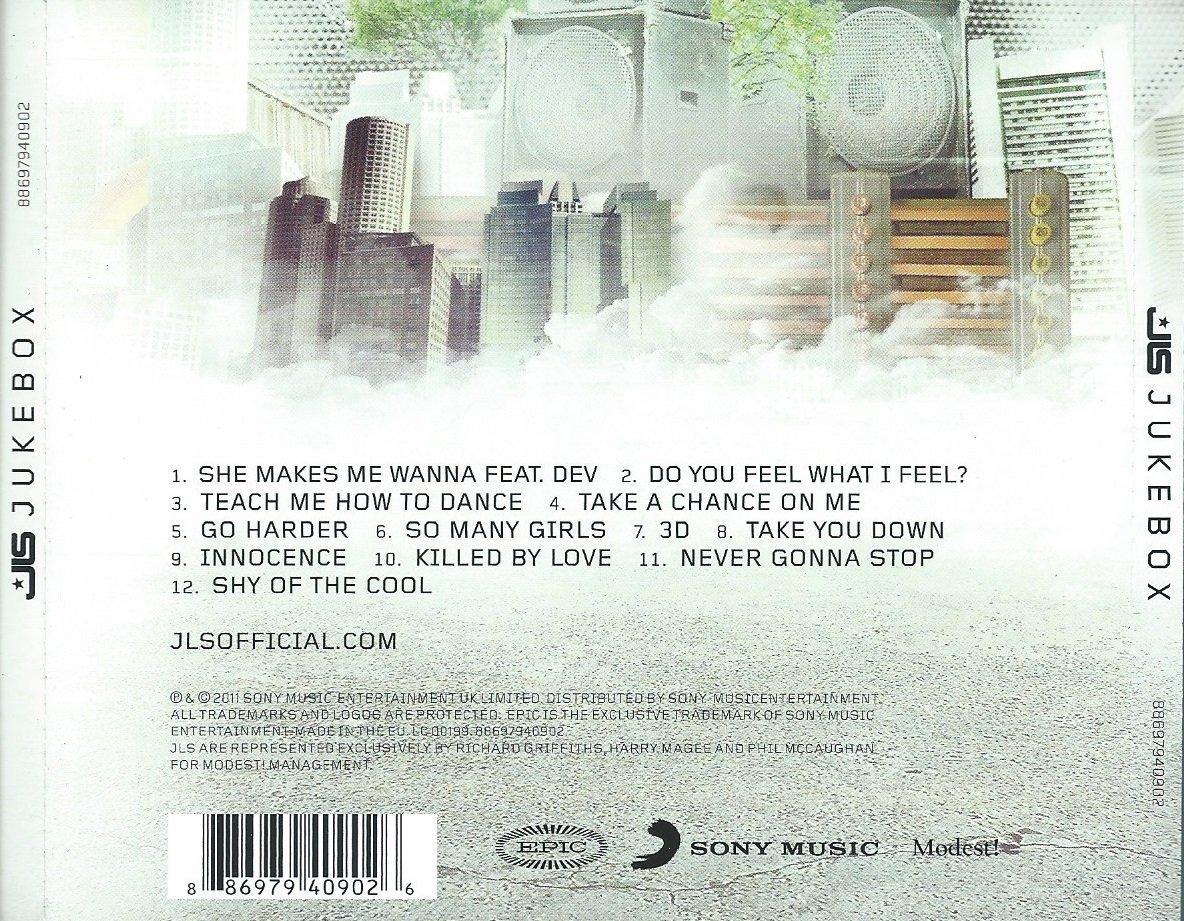 88697940902
JLS JUKEBOX
JLS JUKEBOX
1. SHE MAKES ME WANNA FEAT. DEV 2. DO YOU FEEL WHAT I FEEL?
3. TEACH ME HOW TO DANCE 4. TAKE A CHANCE ON ME
5. GO HARDER 6. SO MANY GIRLS 7. 3D 8. TAKE YOU DOWN
9. INNOCENCE 10. KILLED BY LOVE 11. NEVER GONNA STOP
12. SHY OF THE COOL
JLSOFFICIAL.COM
℗ & © 2011 SONY MUSIC ENTERTAINMENT UK LIMITED. DISTRIBUTED BY SONY MUSICENTERTAINMENT.
ALL TRADEMARKS AND LOGOS ARE PROTECTED. EPIC IS THE EXCLUSIVE TRADEMARK OF SONY MUSIC
ENTERTAINMENT. MADE IN THE EU. LC 00199. 88697940902
JLS ARE REPRESENTED EXCLUSIVELY BY RICHARD GRIFFITHS, HARRY MAGEE AND PHIL MCCAUGHAN
FOR MODEST! MANAGEMENT.
88697940902
8 86979 40902 6
EPIC
SONY MUSIC
Modest!